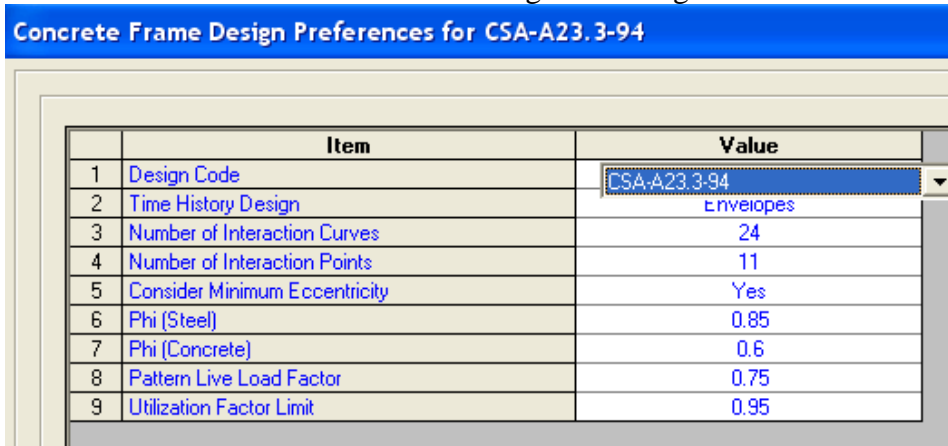 Concrete Frame Design Preferences for CSA-A23.3-94
Item Value
1 Design Code CSA-A23.3-94
2 Time History Design Envelopes
3 Number of Interaction Curves 24
4 Number of Interaction Points 11
5 Consider Minimum Eccentricity Yes
6 Phi (Steel) 0.85
7 Phi (Concrete) 0.6
8 Pattern Live Load Factor 0.75
9 Utilization Factor Limit 0.95